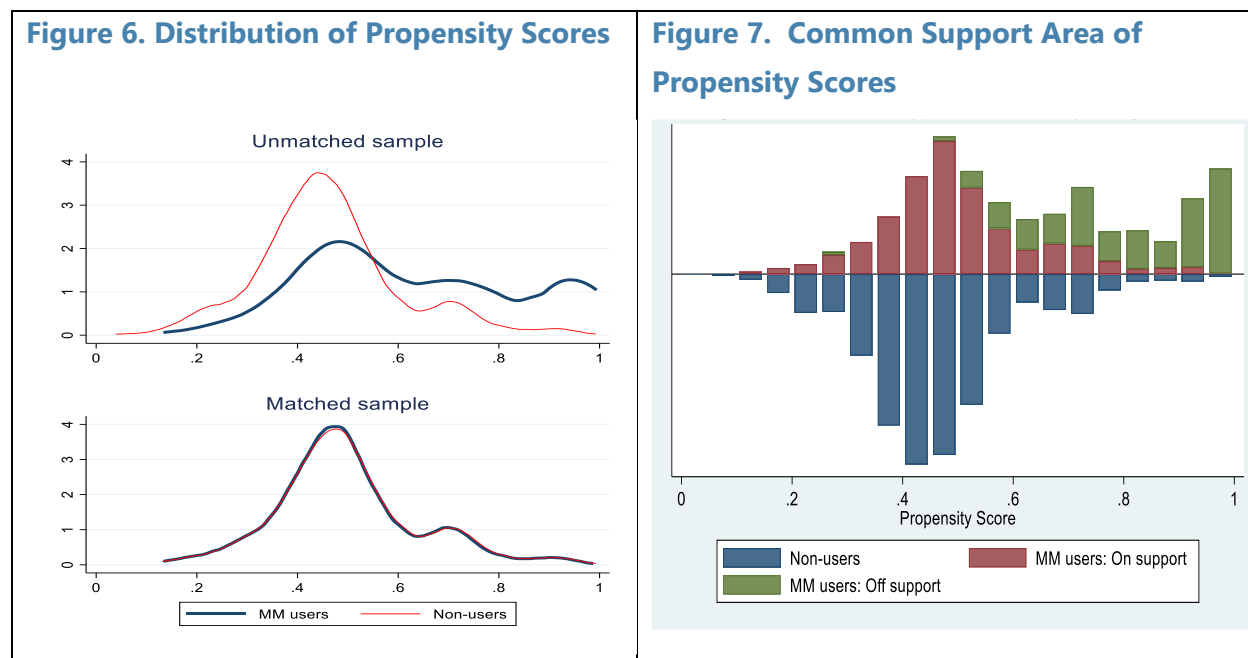 Figure 6. Distribution of Propensity Scores
Unmatched sample
4
3
2
1
0
0 .2 .4 .6 .8 1
Matched sample
4
3
2
1
0
0 .2 .4 .6 .8 1
MM users Non-users
Figure 7. Common Support Area of
Propensity Scores
0 .2 .4 .6 .8 1
Propensity Score
Non-users MM users: On support
MM users: Off support